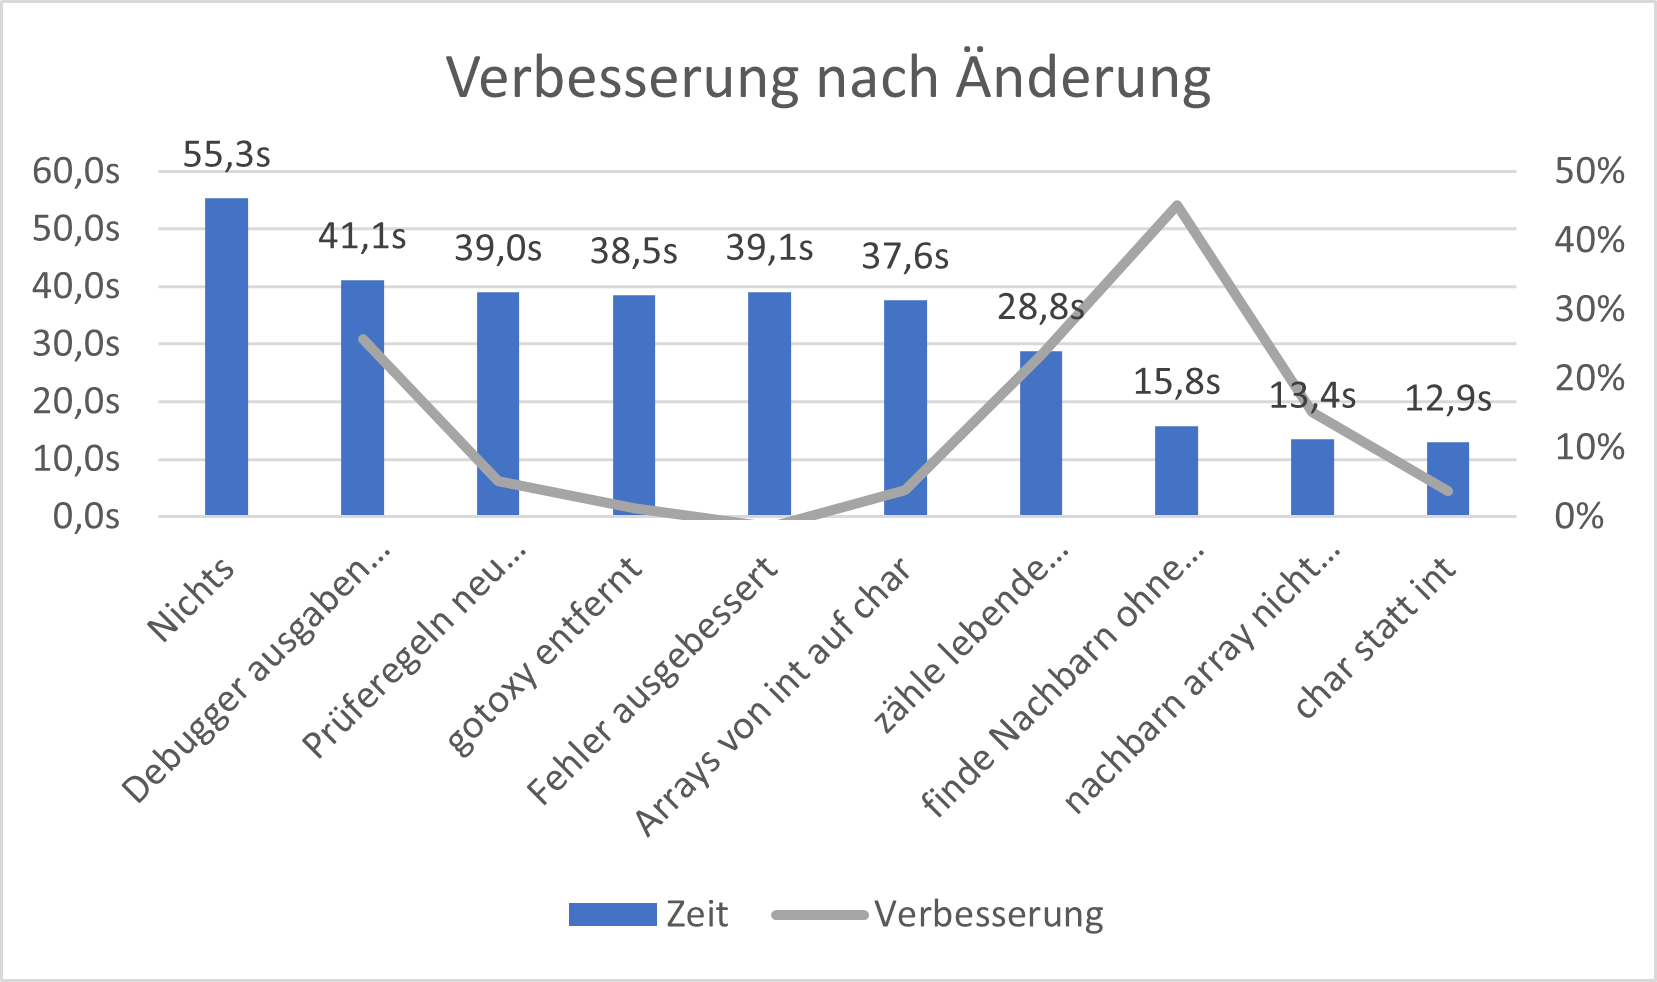 Verbesserung nach Änderung
60,0s
50,0s
40,0s
30,0s
20,0s
10,0s
0,0s
55,3s
41,1s
39,0s
38,5s
39,1s
37,6s
28,8s
15,8s
13,4s
12,9s
50%
40%
30%
20%
10%
0%
Nichts
Debugger ausgaben…
Prüferegeln neu…
gotoxy entfernt
Fehler ausgebessert
Arrays von int auf char
zähle lebende…
finde Nachbarn ohne…
nachbarn array nicht…
char statt int
Zeit
Verbesserung